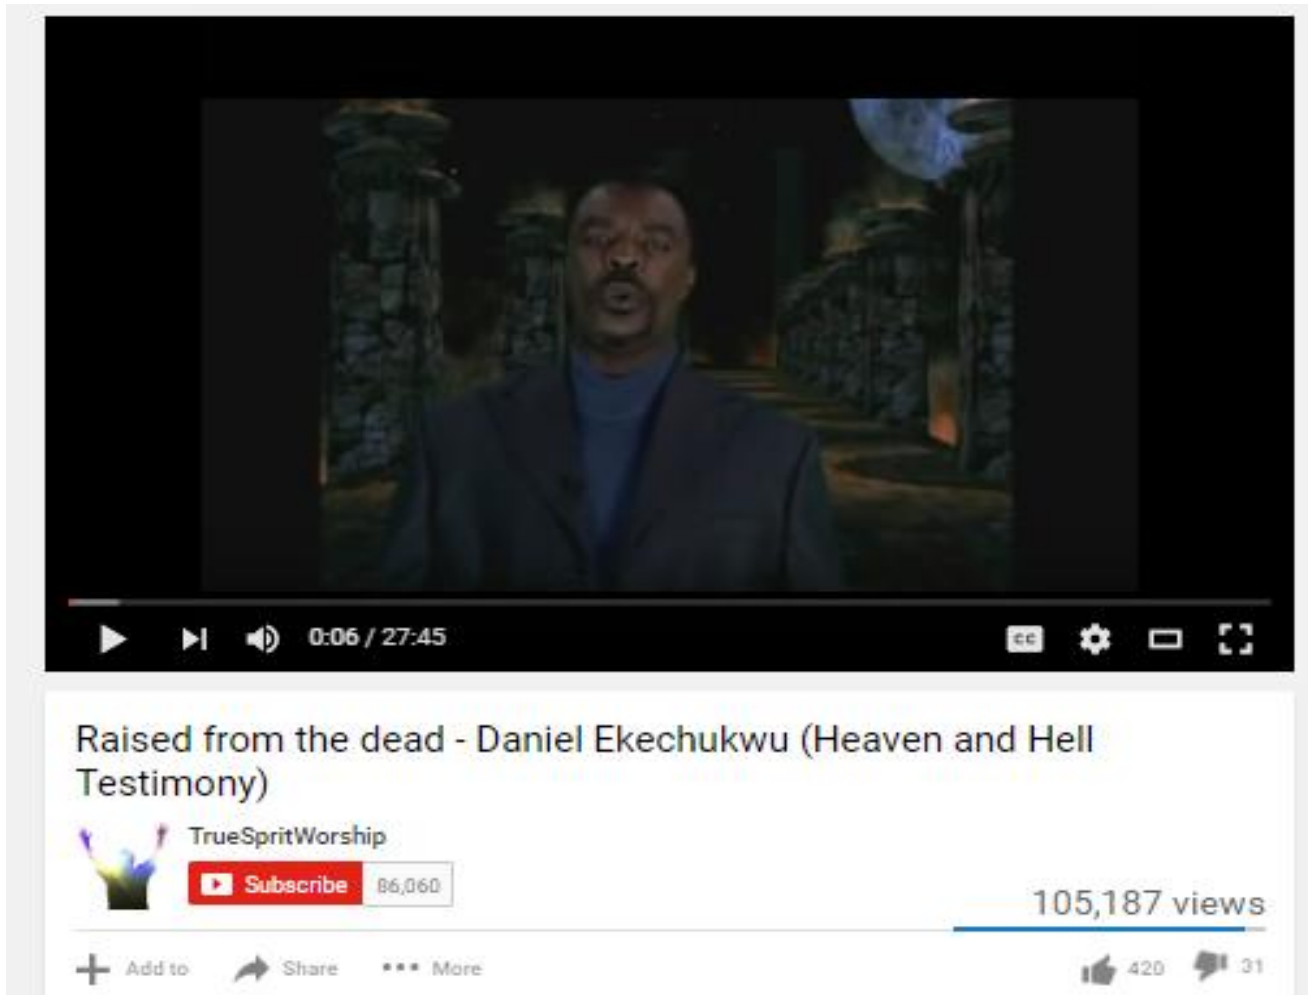 0:06 / 27:45
cc
Raised from the dead - Daniel Ekechukwu (Heaven and Hell
Testimony)
TrueSpritWorship
Subscribe 86,060
105,187 views
Add to Share More
420 31